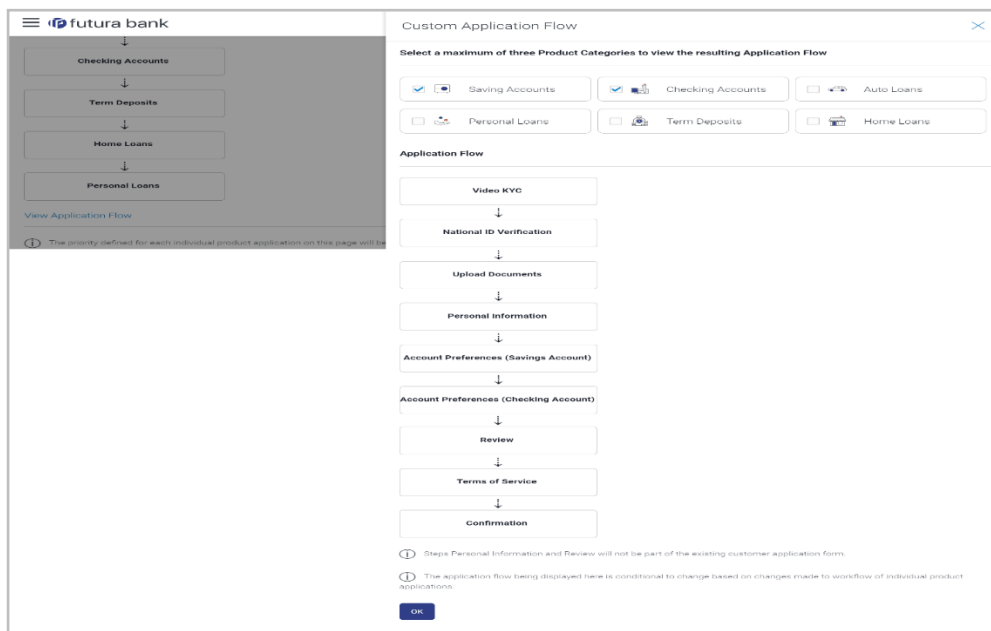 futura bank
Checking Accounts
Term Deposits
Home Loans
Personal Loans
View Application Flow
The priority defined for each individual product application on this page will be
Custom Application Flow
Select a maximum of three Product Categories to view the resulting Application Flow
Saving Accounts
Checking Accounts
Auto Loans
Personal Loans
Term Deposits
Home Loans
Application Flow
Video KYC
National ID Verification
Upload Documents
Personal Information
Account Preferences (Savings Account)
Account Preferences (Checking Account)
Review
Terms of Service
Confirmation
Steps Personal Information and Review will not be part of the existing customer application form.
The application flow being displayed here is conditional to change based on changes made to workflow of individual product
applications.
OK